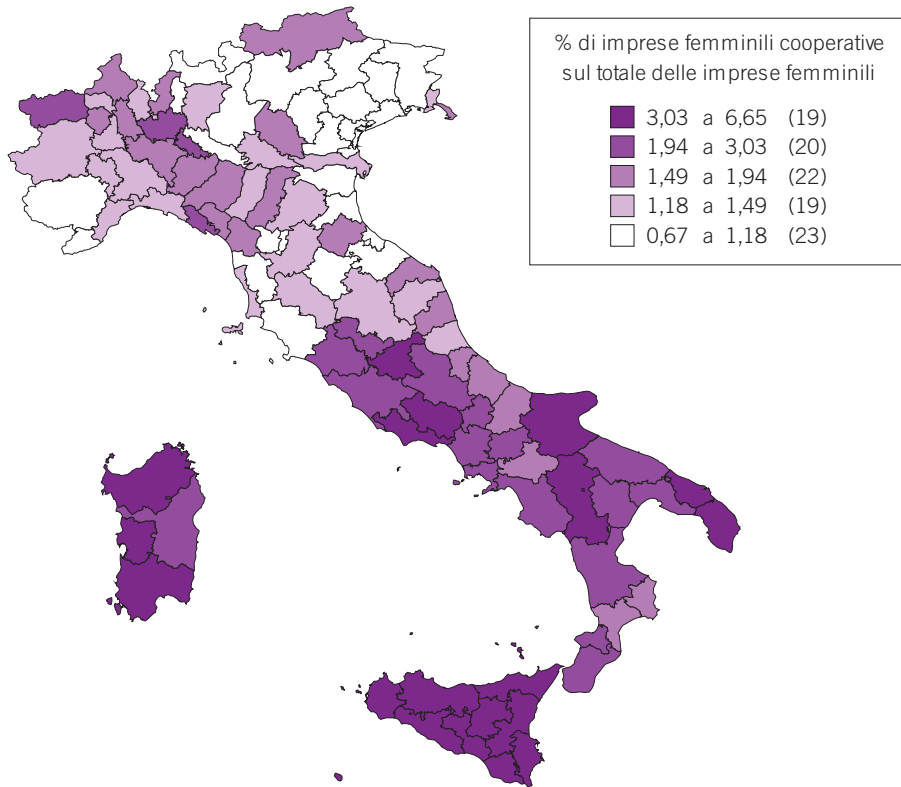 % di imprese femminili cooperative
sul totale delle imprese femminili
3,03 a 6,65 (19)
1,94 a 3,03 (20)
1,49 a 1,94 (22)
1,18 a 1,49 (19)
0,67 a 1,18 (23)